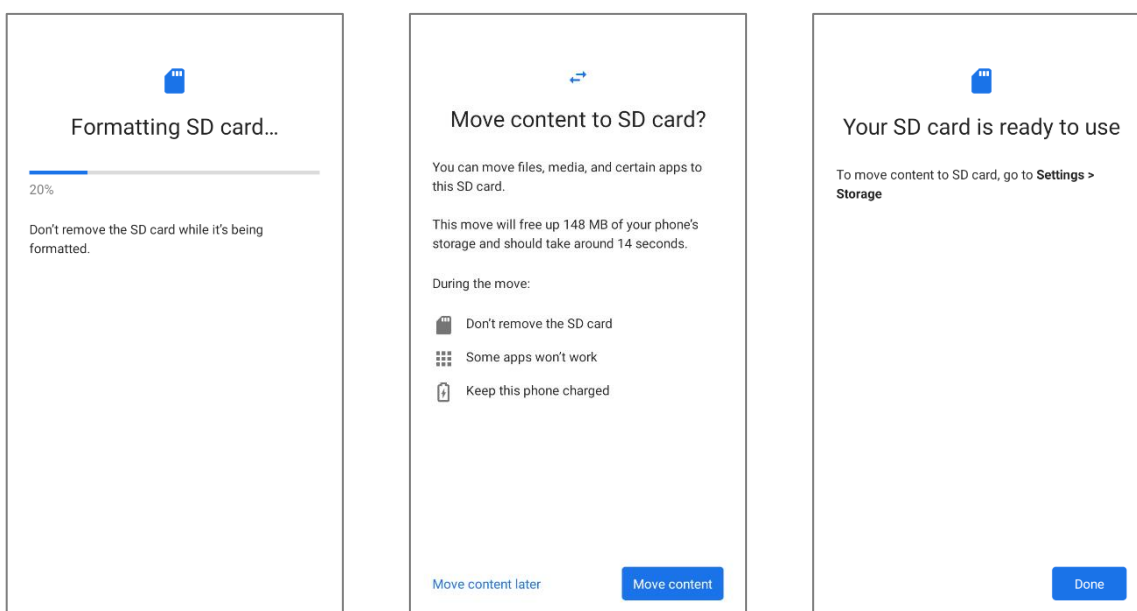 Formatting SD card...
20%
Don't remove the SD card while it's being
formatted.
Move content to SD card?
You can move files, media, and certain apps to
this SD card.
This move will free up 148 MB of your phone's
storage and should take around 14 seconds.
During the move:
Don't remove the SD card
Some apps won't work
Keep this phone charged
Move content later
Move content
Your SD card is ready to use
To move content to SD card, go to Settings >
Storage
Done